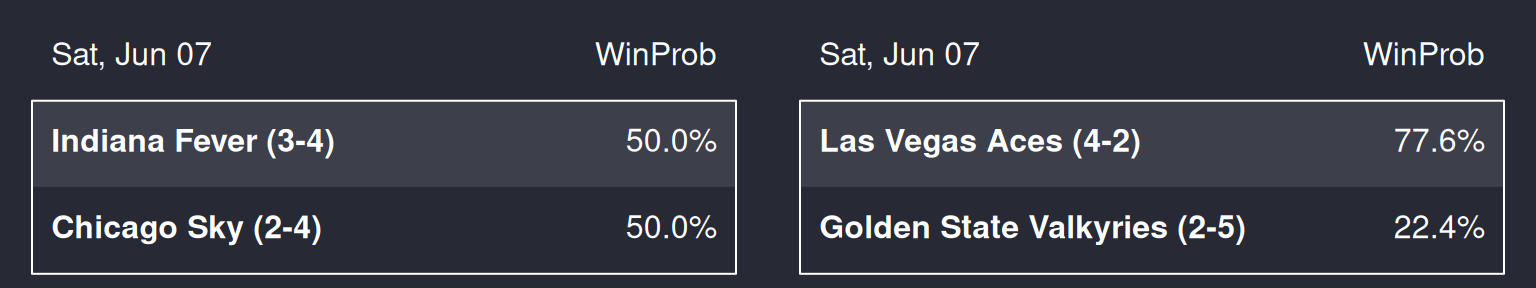 Sat, Jun 07 WinProb
Indiana Fever (3-4) 50.0%
Chicago Sky (2-4) 50.0%
Sat, Jun 07 WinProb
Las Vegas Aces (4-2) 77.6%
Golden State Valkyries (2-5) 22.4%